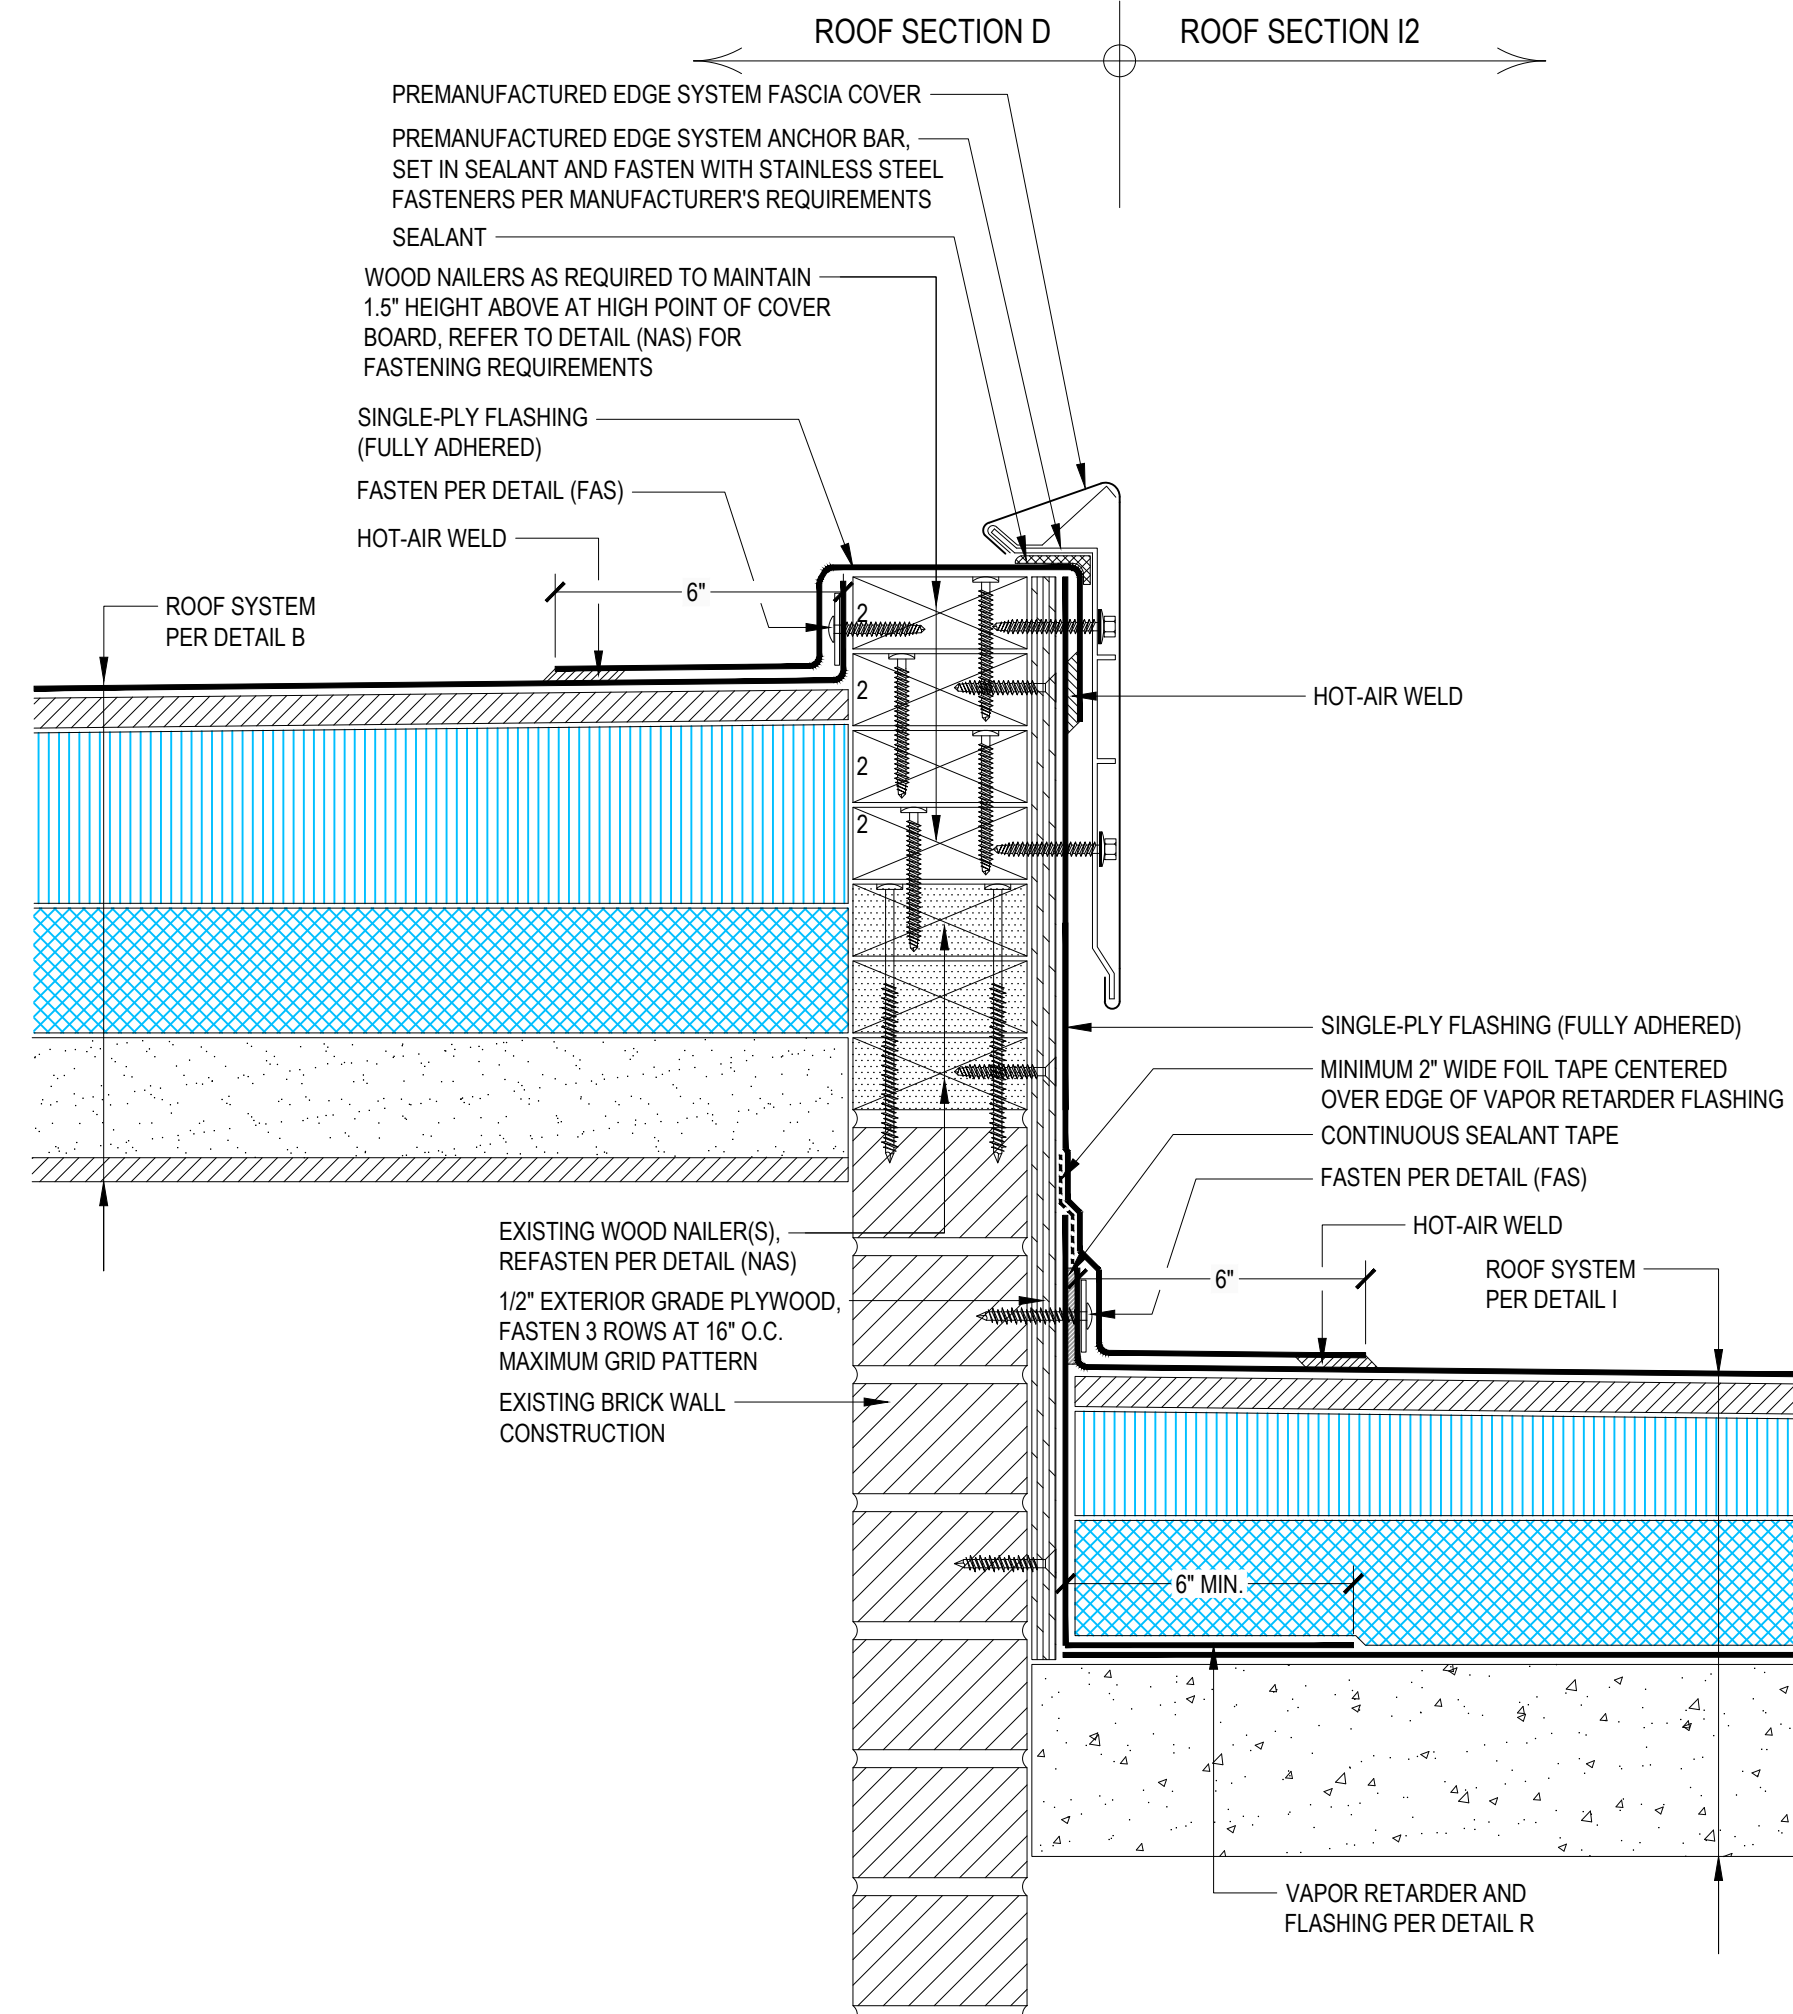 ROOF SECTION D
ROOF SECTION I2
PREMANUFACTURED EDGE SYSTEM FASCIA COVER
PREMANUFACTURED EDGE SYSTEM ANCHOR BAR,
SET IN SEALANT AND FASTEN WITH STAINLESS STEEL
FASTENERS PER MANUFACTURER'S REQUIREMENTS
SEALANT
WOOD NAILERS AS REQUIRED TO MAINTAIN
1.5" HEIGHT ABOVE AT HIGH POINT OF COVER
BOARD, REFER TO DETAIL (NAS) FOR
FASTENING REQUIREMENTS
SINGLE-PLY FLASHING
(FULLY ADHERED)
FASTEN PER DETAIL (FAS)
HOT-AIR WELD
6"
ROOF SYSTEM
PER DETAIL B
2
2
2
2
HOT-AIR WELD
SINGLE-PLY FLASHING (FULLY ADHERED)
MINIMUM 2" WIDE FOIL TAPE CENTERED
OVER EDGE OF VAPOR RETARDER FLASHING
CONTINUOUS SEALANT TAPE
FASTEN PER DETAIL (FAS)
HOT-AIR WELD
6"
ROOF SYSTEM
PER DETAIL I
EXISTING WOOD NAILER(S),
REFASTEN PER DETAIL (NAS)
1/2" EXTERIOR GRADE PLYWOOD,
FASTEN 3 ROWS AT 16" O.C.
MAXIMUM GRID PATTERN
EXISTING BRICK WALL
CONSTRUCTION
6" MIN.
VAPOR RETARDER AND
FLASHING PER DETAIL R